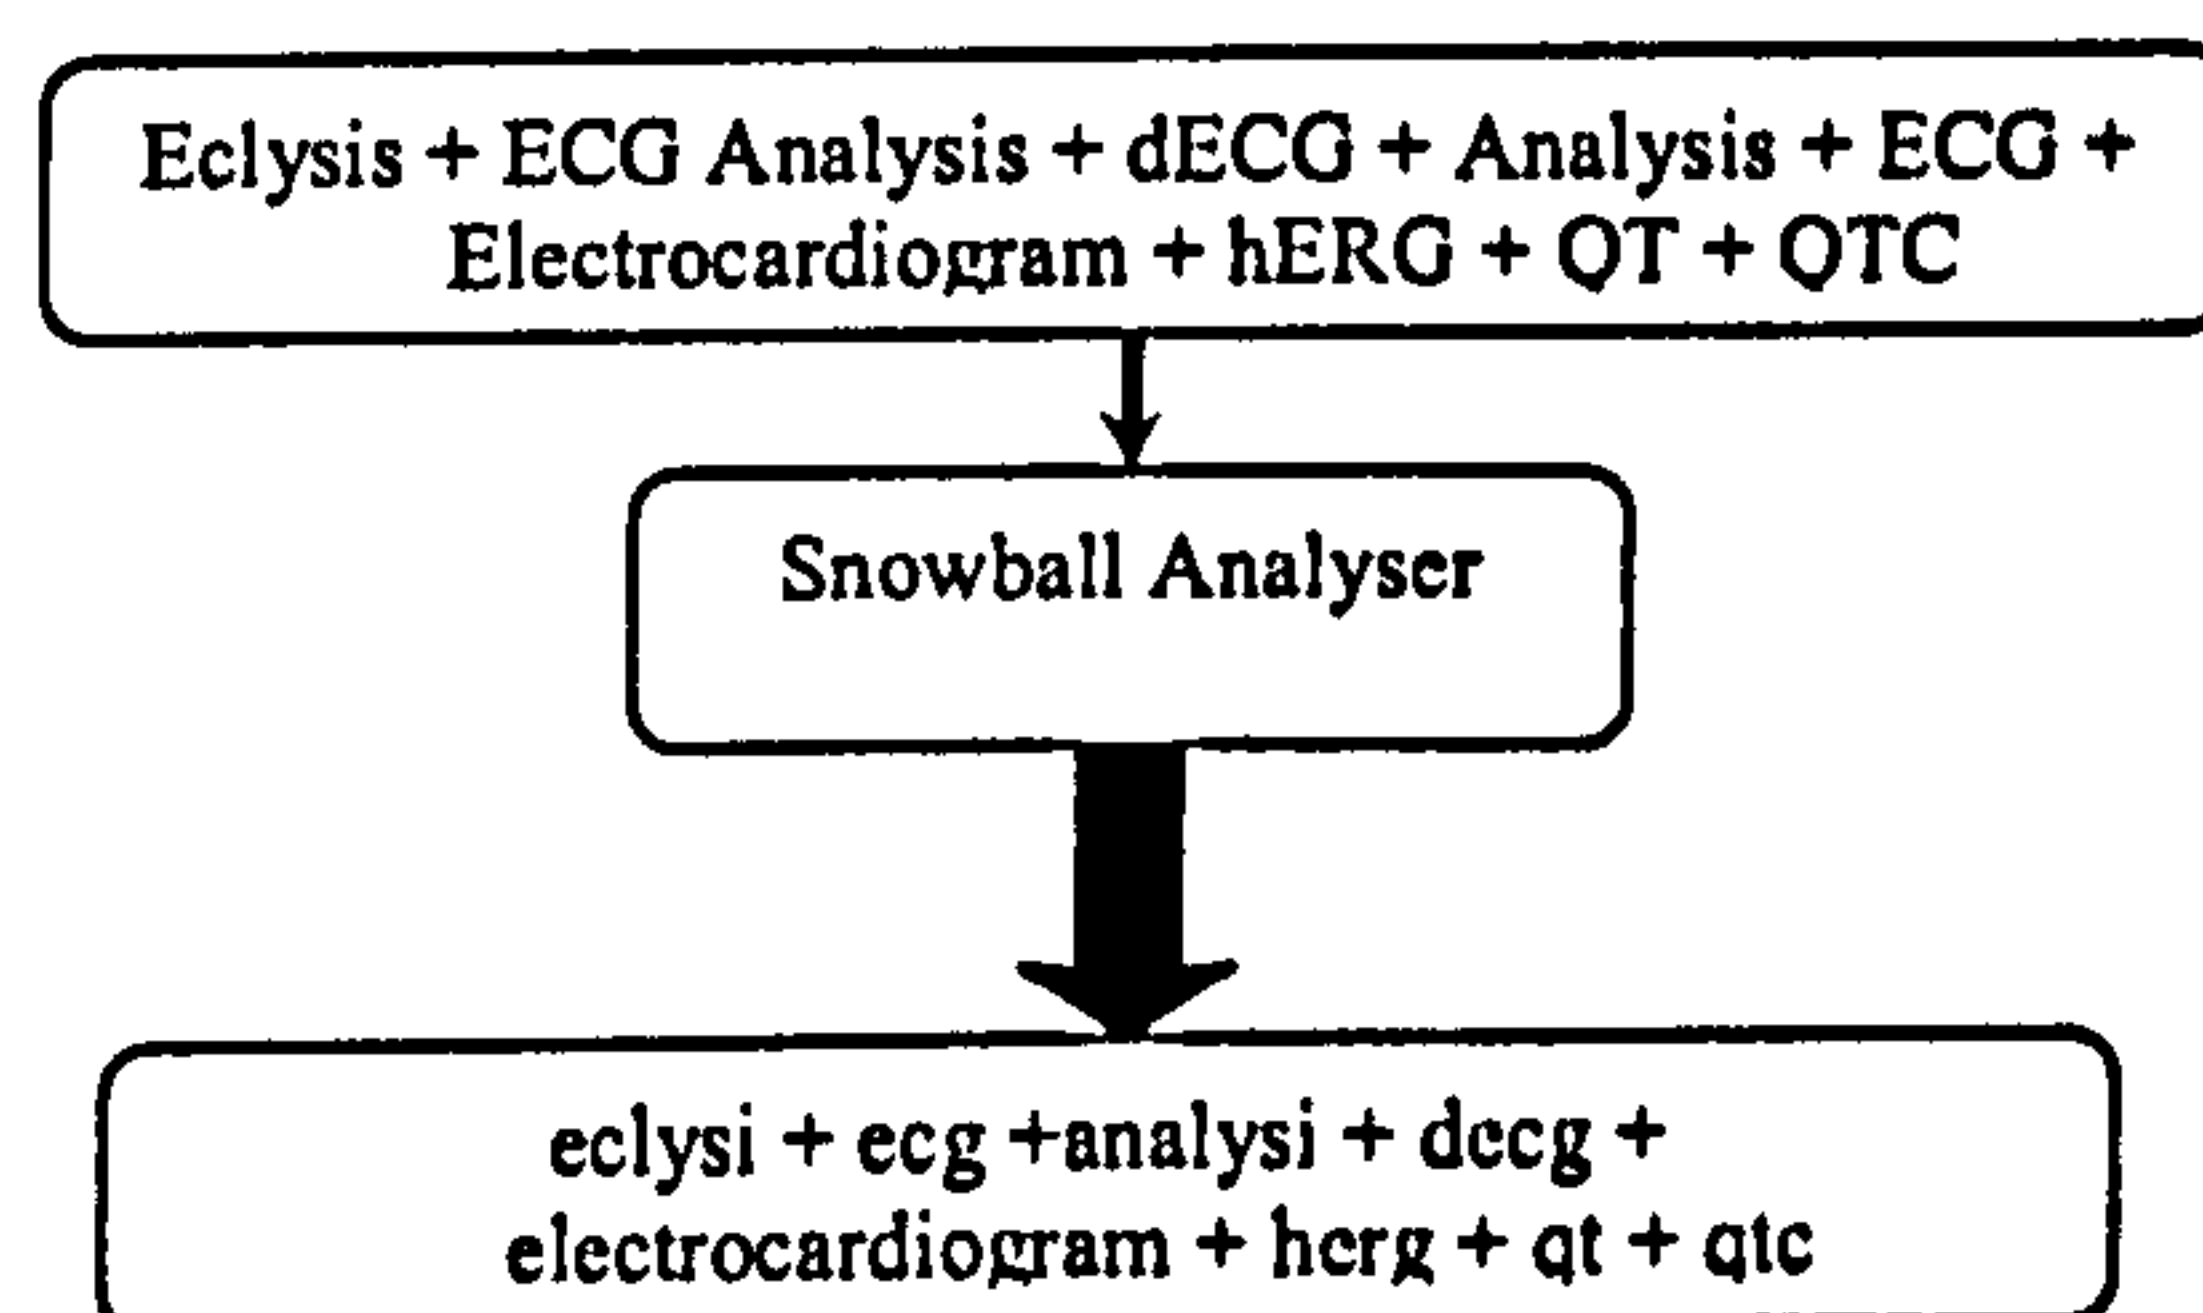 Eclysis + ECG Analysis + dECG + Analysis + ECG +
Electrocardiogram + hERG + QT + QTC
Snowball Analyser
eclysi + ecg +analysi + decg +
electrocardiogram + herg + qt + qtc